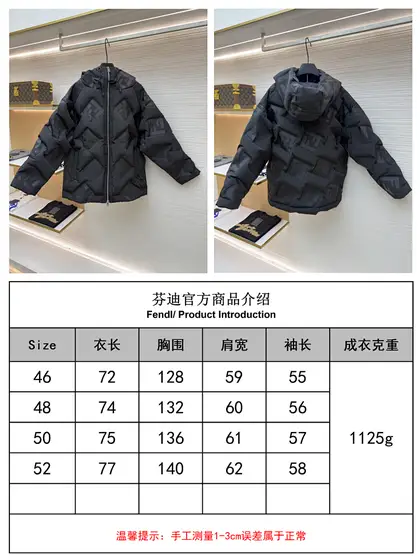 芬迪官方商品介绍
Fendl/ Product Introduction
Size 衣长 胸围 肩宽 袖长 成衣克重
46 72 128 59 55
48 74 132 60 56
50 75 136 61 57
52 77 140 62 58
1125g
温馨提示：手工测量1-3cm误差属于正常